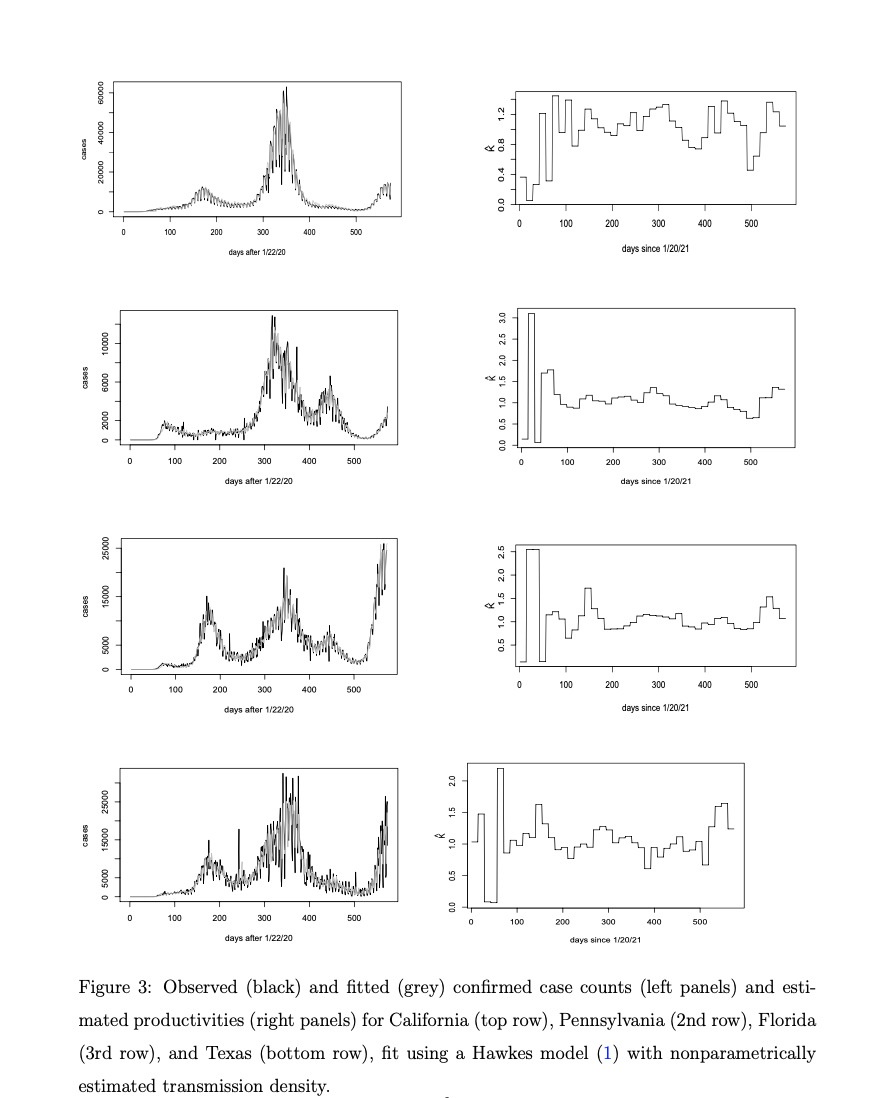 60000
40000
20000
0
cases
0 100 200 300 400 500
days after 1/22/20
1.2
0.8
0.4
0.0
K̂
0 100 200 300 400 500
days since 1/20/21
10000
6000
2000
0
cases
0 100 200 300 400 500
days after 1/22/20
3.0
2.5
2.0
1.5
1.0
0.5
0.0
K̂
0 100 200 300 400 500
days since 1/20/21
25000
15000
5000
0
cases
0 100 200 300 400 500
days after 1/22/20
2.5
2.0
1.5
1.0
0.5
K̂
0 100 200 300 400 500
days since 1/20/21
25000
15000
5000
0
cases
0 100 200 300 400 500
days after 1/22/20
2.0
1.5
1.0
0.5
0.0
K̂
0 100 200 300 400 500
days since 1/20/21
Figure 3: Observed (black) and fitted (grey) confirmed case counts (left panels) and esti-
mated productivities (right panels) for California (top row), Pennsylvania (2nd row), Florida
(3rd row), and Texas (bottom row), fit using a Hawkes model (1) with nonparametrically
estimated transmission density.